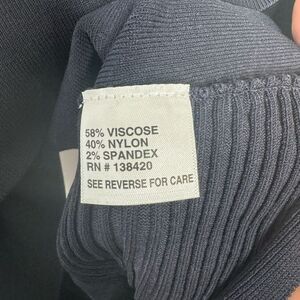 58% VISCOSE
40% NYLON
2% SPANDEX
RN # 138420
SEE REVERSE FOR CARE